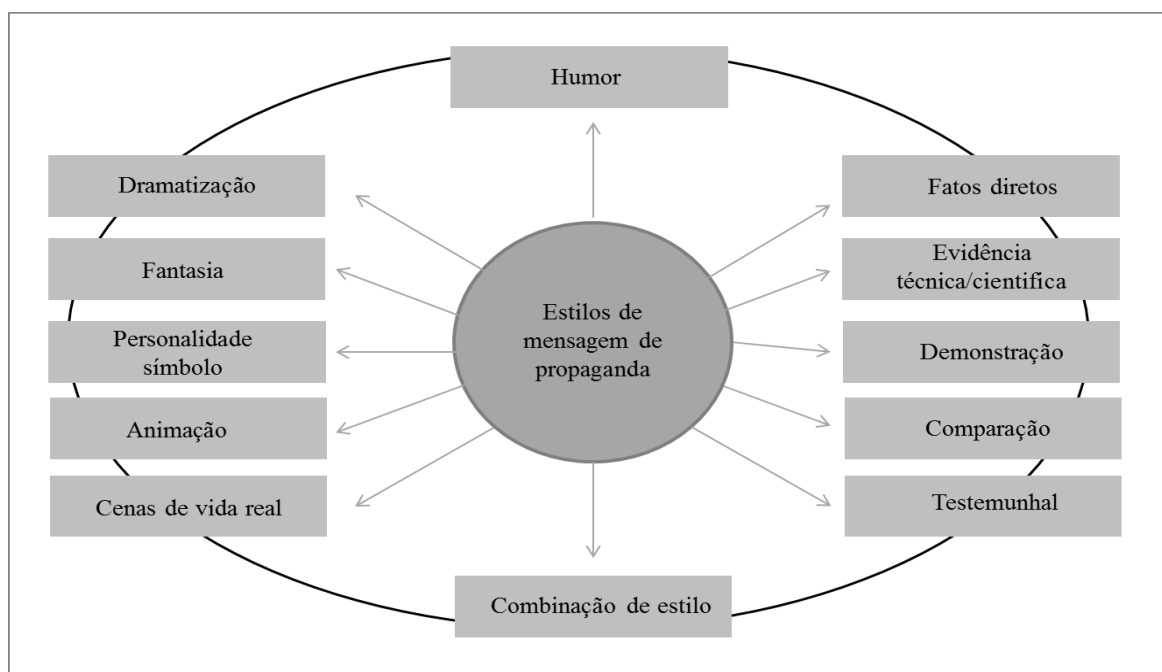 Humor
Dramatização
Fatos diretos
Fantasia
Evidência
técnica/cientifica
Estilos de
mensagem de
propaganda
Personalidade
símbolo
Demonstração
Animação
Comparação
Cenas de vida real
Testemunhal
Combinação de estilo